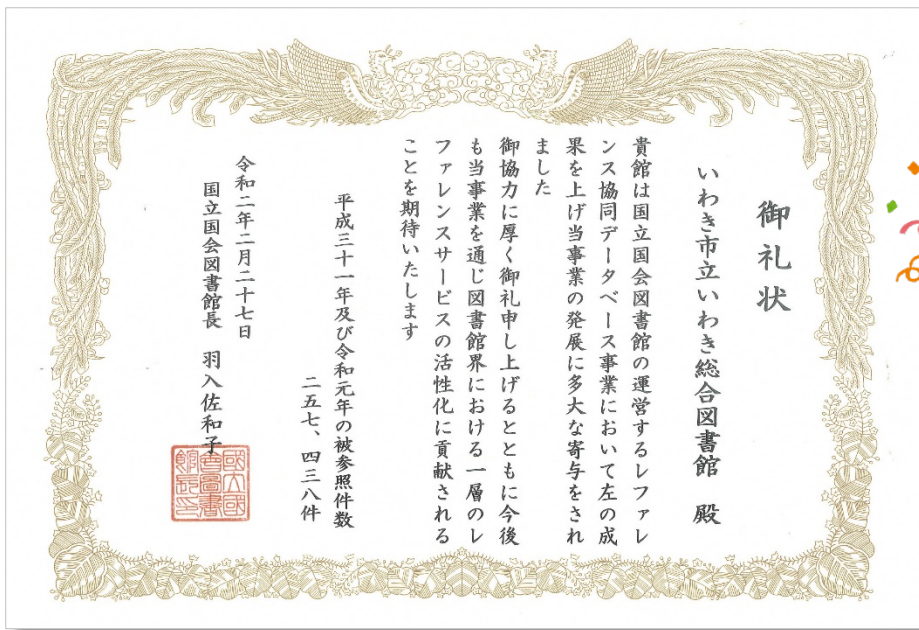 御礼状
いわき市立いわき総合図書館 殿
貴館は国立国会図書館の運営するレファレ
ンス協同データベース事業において左の成
果を上げ当事業の発展に多大な寄与をされ
ました
御協力に厚く御礼申し上げるとともに今後
も当事業を通じ図書館界における一層のレ
ファレンスサービスの活性化に貢献される
ことを期待いたします
平成三十一年及び令和元年の被参照件数
二五七、四三八件
令和二年二月二十七日
国立国会図書館長 羽入佐和子